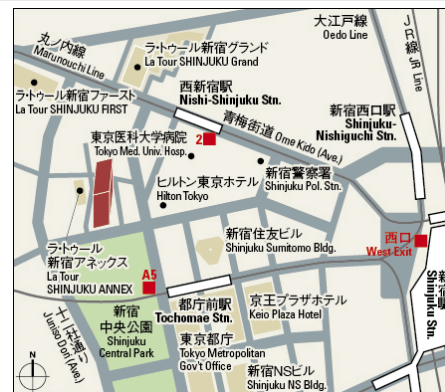 大江戸線
Oedo Line
JR線
JR Line
丸ノ内線
Marunouchi Line
ラ・トゥール新宿グランド
La Tour SHINJUKU Grand
ラ・トゥール新宿ファースト
La Tour SHINJUKU FIRST
西新宿駅
Nishi-Shinjuku Stn.
青梅街道 Ome Kido (Ave.)
新宿西口駅
Shinjuku-
Nishiguchi Stn.
東京医科大学病院
Tokyo Med. Univ. Hosp.
2
ヒルトン東京ホテル
Hilton Tokyo
新宿警察署
Shinjuku Pol. Stn.
ラ・トゥール
新宿アネックス
La Tour
SHINJUKU ANNEX
新宿住友ビル
Shinjuku Sumitomo Bldg.
西口
West Exit
A5
新宿
中央公園
Shinjuku
Central Park
都庁前駅
Tochomae Stn.
京王プラザホテル
Keio Plaza Hotel
新宿駅
Shinjuku Stn.
十二社通り
Juniso Dori (Ave.)
東京都庁
Tokyo Metropolitan
Gov't Office
新宿NSビル
Shinjuku NS Bldg.
N